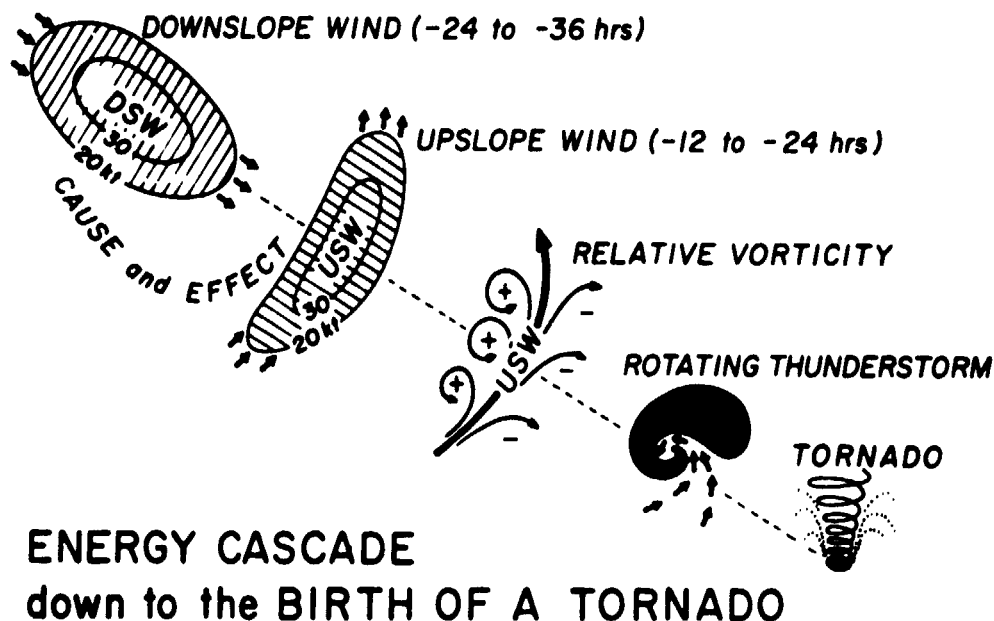 DOWNSLOPE WIND (-24 to -36 hrs)
DSW
30
20kt
UPSLOPE WIND (-12 to -24 hrs)
CAUSE and EFFECT
USW
30
20kt
RELATIVE VORTICITY
+
-
+
USW
-
+
-
ROTATING THUNDERSTORM
TORNADO
ENERGY CASCADE
down to the BIRTH OF A TORNADO